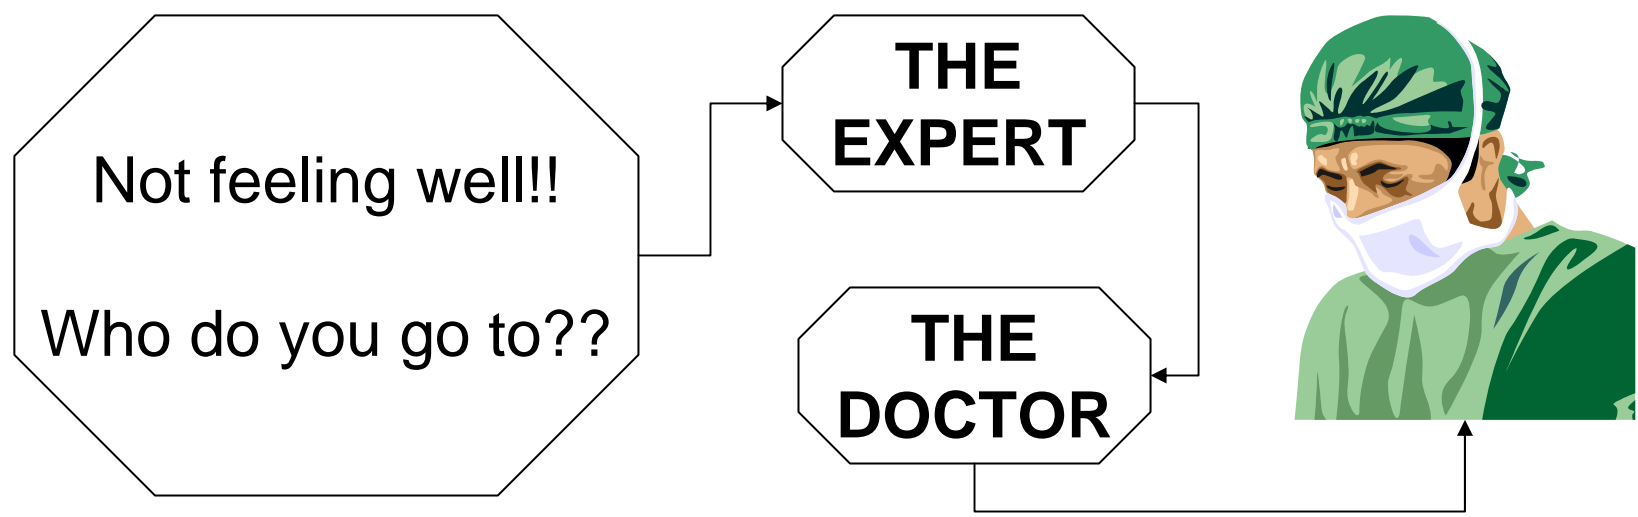 Not feeling well!!
Who do you go to??
THE
EXPERT
THE
DOCTOR